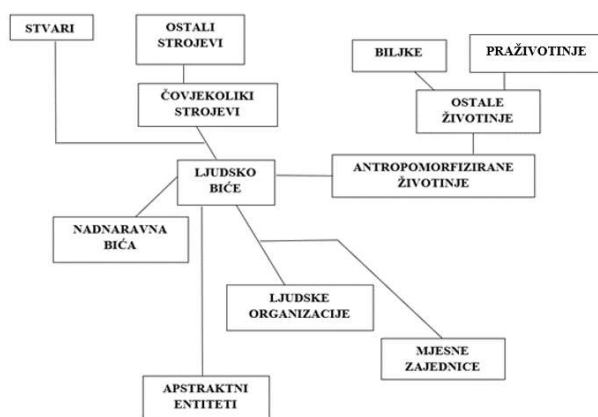 STVARI
OSTALI
STROJEVI
BILJKE
PRAŽIVOTINJE
ČOVJEKOLIKI
STROJEVI
OSTALE
ŽIVOTINJE
LJUDSKO
BIĆE
ANTROPOMORFIZIRANE
ŽIVOTINJE
NADNARAVNA
BIĆA
LJUDSKE
ORGANIZACIJE
MJESNE
ZAJEDNICE
APSTRAKTNI
ENTITETI